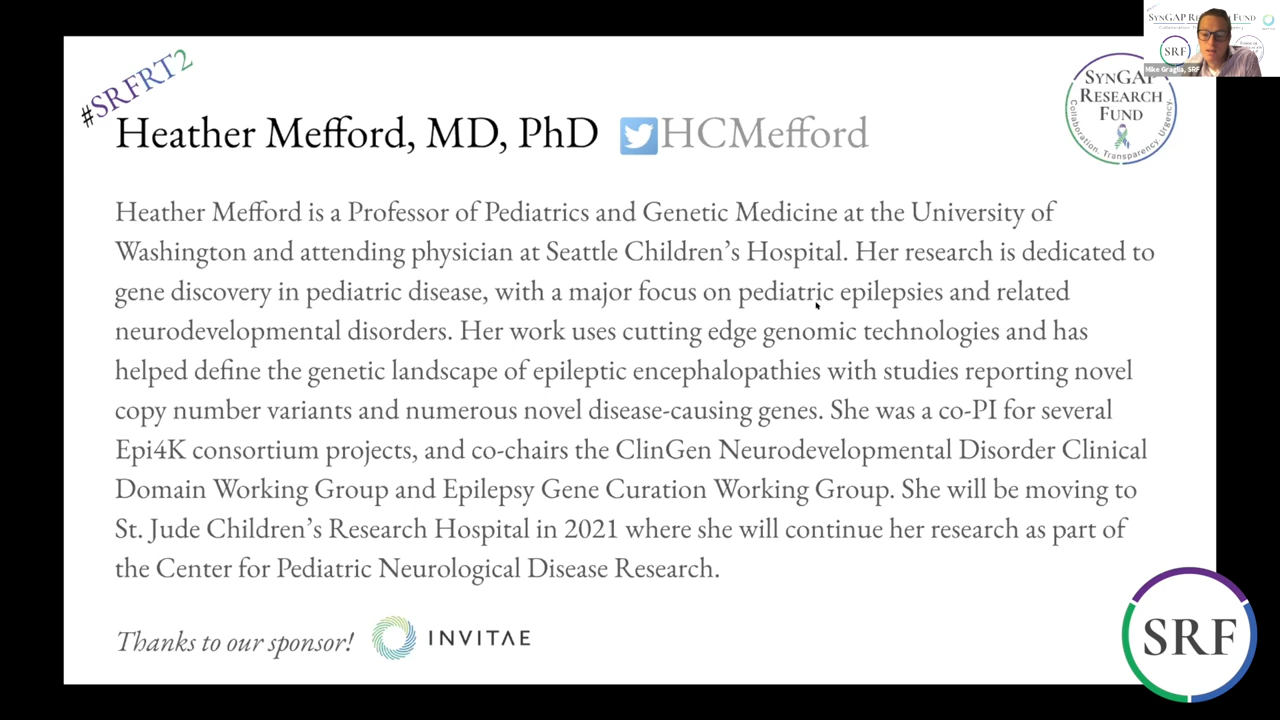 #SRFRT2
SYNGAP RESEARCH FUND
SRF
Mike Graglia, SRF
Heather Mefford, MD, PhD HCMefford
SYNGAP
RESEARCH
FUND
Collaboration. Transparency. Urgency.
Heather Mefford is a Professor of Pediatrics and Genetic Medicine at the University of
Washington and attending physician at Seattle Children’s Hospital. Her research is dedicated to
gene discovery in pediatric disease, with a major focus on pediatric epilepsies and related
neurodevelopmental disorders. Her work uses cutting edge genomic technologies and has
helped define the genetic landscape of epileptic encephalopathies with studies reporting novel
copy number variants and numerous novel disease-causing genes. She was a co-PI for several
Epi4K consortium projects, and co-chairs the ClinGen Neurodevelopmental Disorder Clinical
Domain Working Group and Epilepsy Gene Curation Working Group. She will be moving to
St. Jude Children’s Research Hospital in 2021 where she will continue her research as part of
the Center for Pediatric Neurological Disease Research.
Thanks to our sponsor! INVITAE
SRF